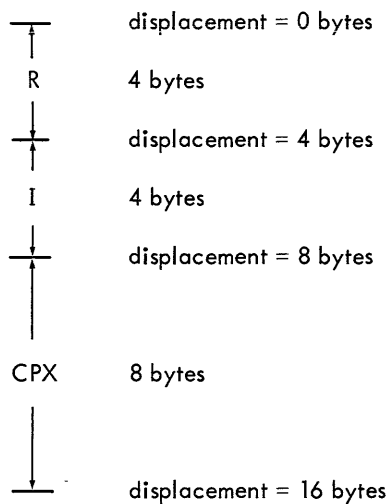 displacement = 0 bytes
R 4 bytes
displacement = 4 bytes
I 4 bytes
displacement = 8 bytes
CPX 8 bytes
displacement = 16 bytes